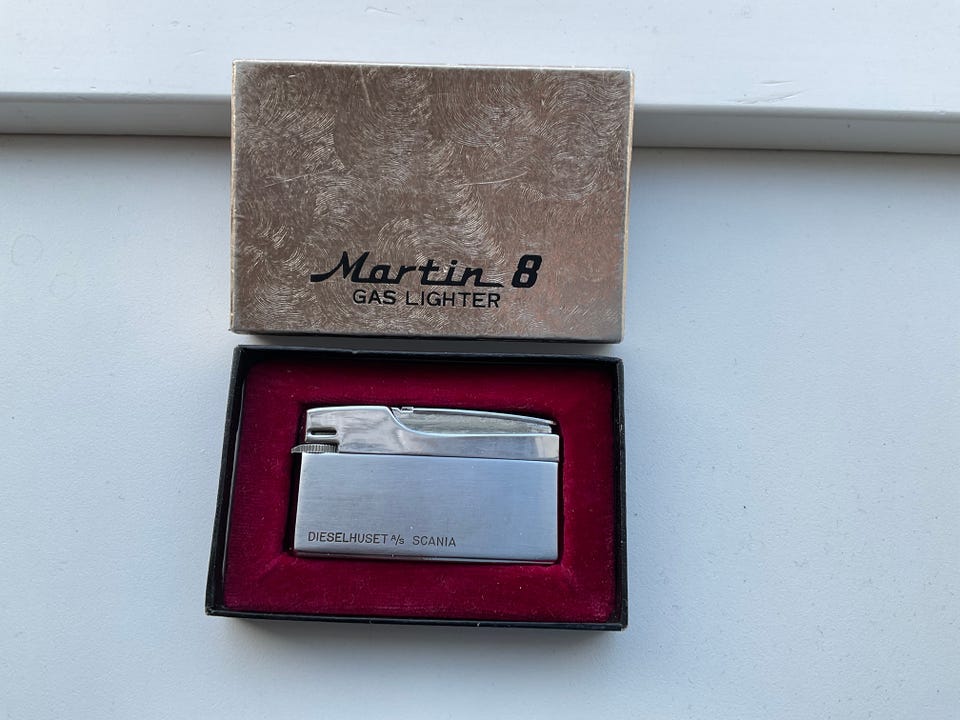 Martin 8
GAS LIGHTER
DIESELHUSET A/S SCANIA